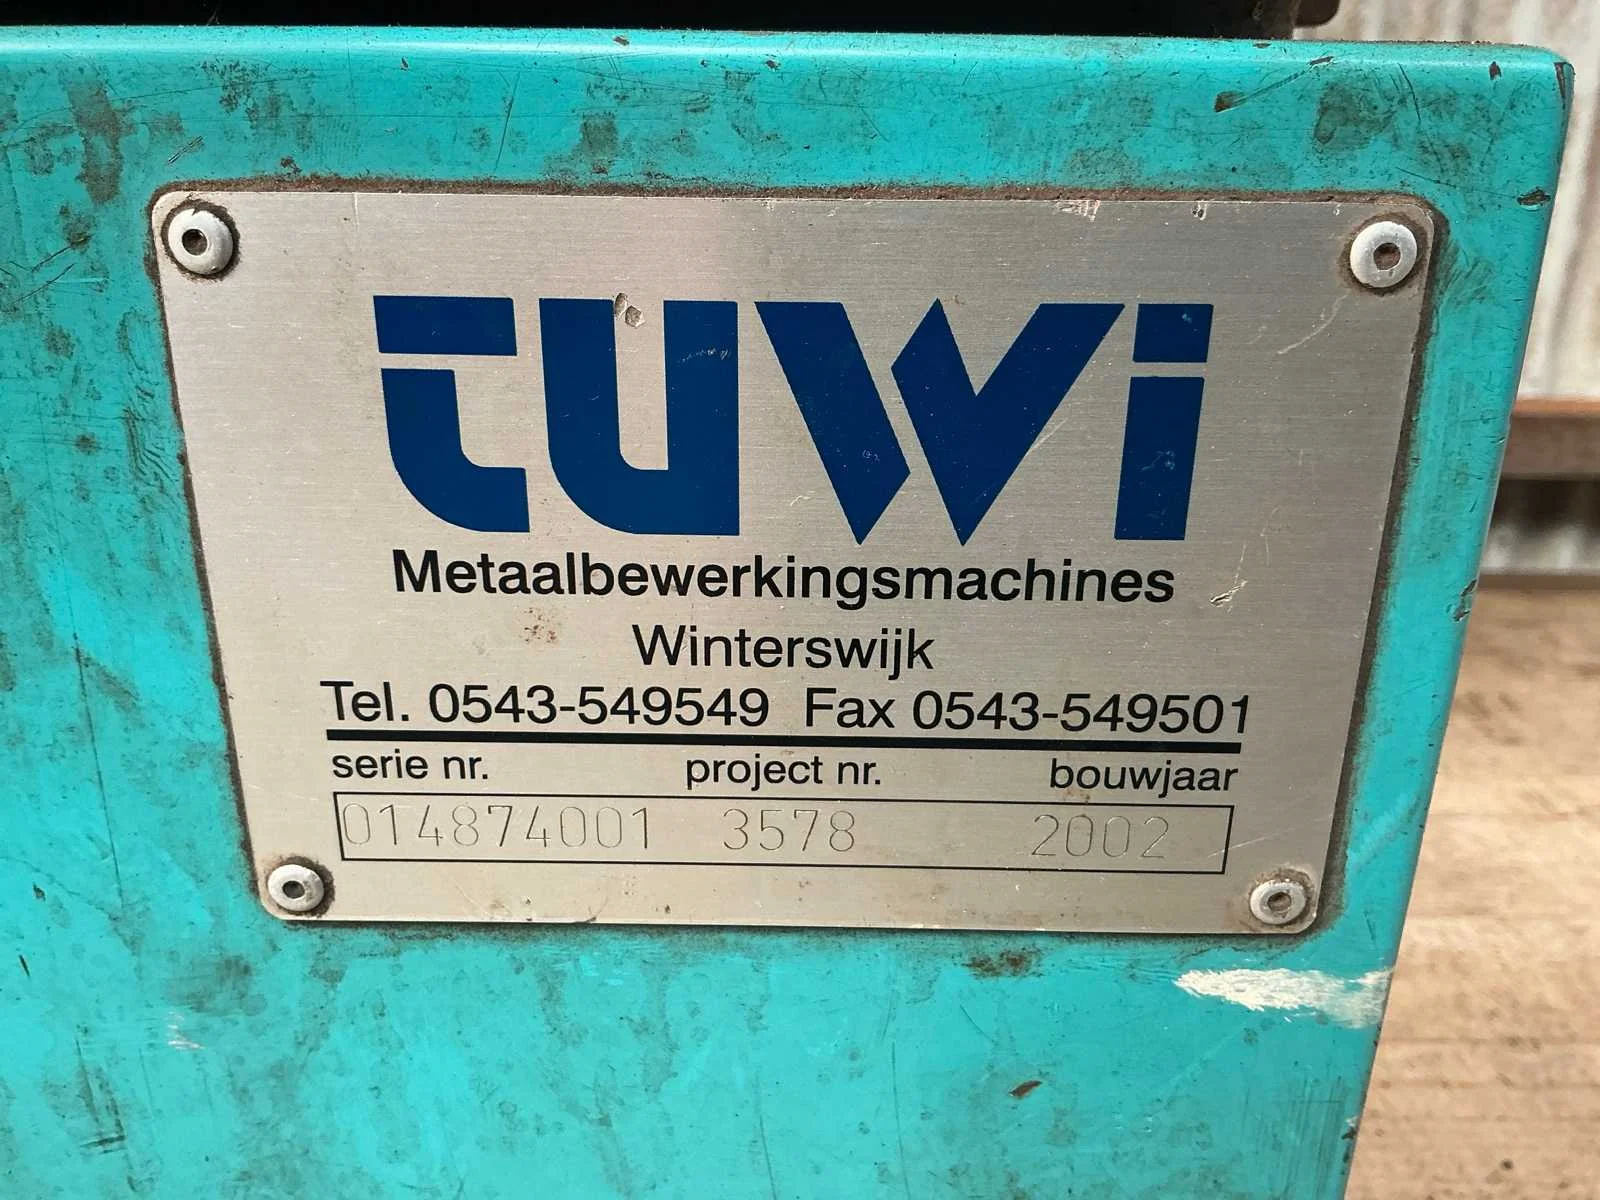 tuwi
Metaalbewerkingsmachines
Winterswijk
Tel. 0543-549549 Fax 0543-549501
serie nr. project nr. bouwjaar
014874001 3578 2002